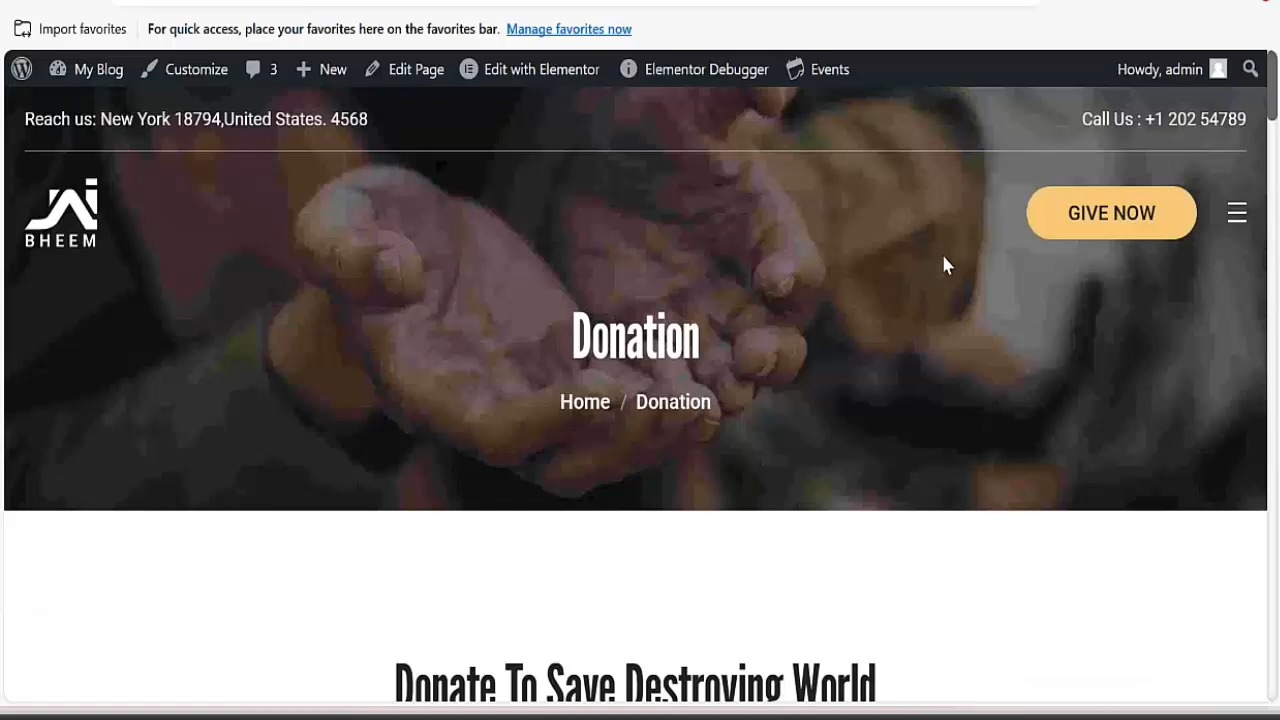 Import favorites For quick access, place your favorites here on the favorites bar. Manage favorites now
My Blog Customize 3 New Edit Page Edit with Elementor Elementor Debugger Events Howdy, admin
Reach us: New York 18794,United States. 4568 Call Us : +1 202 54789
BHEEM
GIVE NOW
Donation
Home / Donation
Donate To Save Destroying World